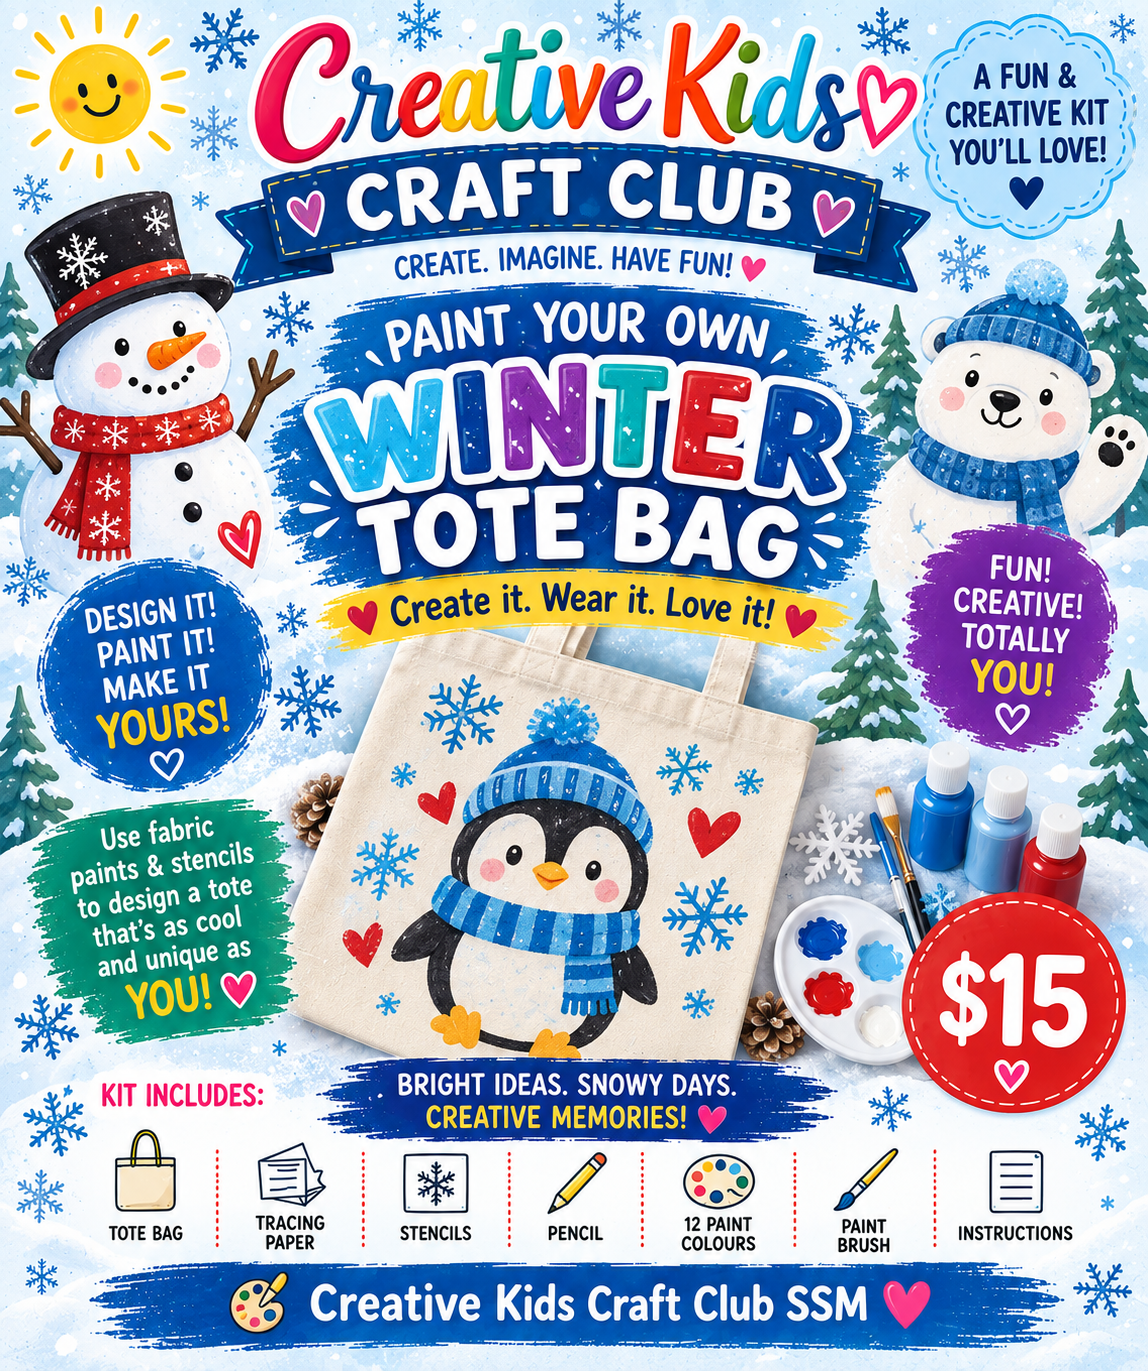 Creative Kids
CRAFT CLUB
CREATE. IMAGINE. HAVE FUN!
A FUN &
CREATIVE KIT
YOU'LL LOVE!
PAINT YOUR OWN
WINTER
TOTE BAG
Create it. Wear it. Love it!
DESIGN IT!
PAINT IT!
MAKE IT
YOURS!
FUN!
CREATIVE!
TOTALLY
YOU!
Use fabric
paints & stencils
to design a tote
that's as cool
and unique as
YOU!
$15
BRIGHT IDEAS. SNOWY DAYS.
CREATIVE MEMORIES!
KIT INCLUDES:
TOTE BAG
TRACING
PAPER
STENCILS
PENCIL
12 PAINT
COLOURS
PAINT
BRUSH
INSTRUCTIONS
Creative Kids Craft Club SSM